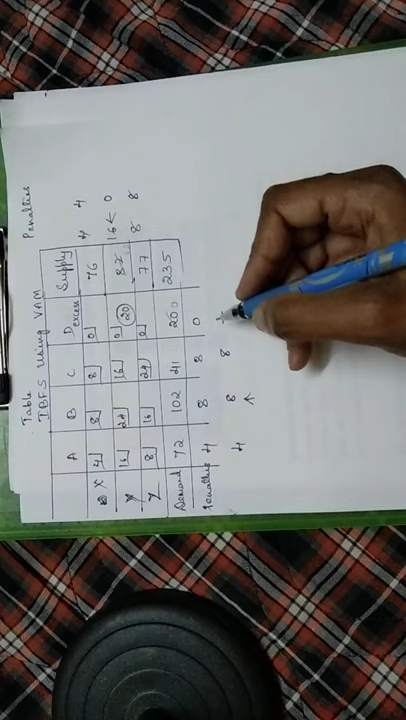 Table
IBFS using VAM Penalties
A B C D excess Supply
X 4 8 8 0 76 4 4
Y 16 24 16 0 20 82 16 ← 0
Z 8 16 24 0 77 8 8
Demand 72 102 41 20 0 235
Penalties 4 8 8 0
4 8 8
↑